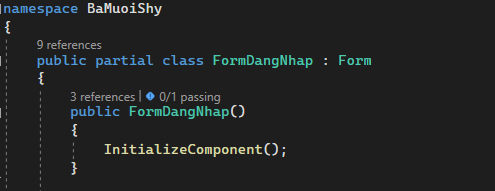 namespace BaMuoiShy
{
9 references
public partial class FormDangNhap : Form
{
3 references | 0/1 passing
public FormDangNhap()
{
InitializeComponent();
}